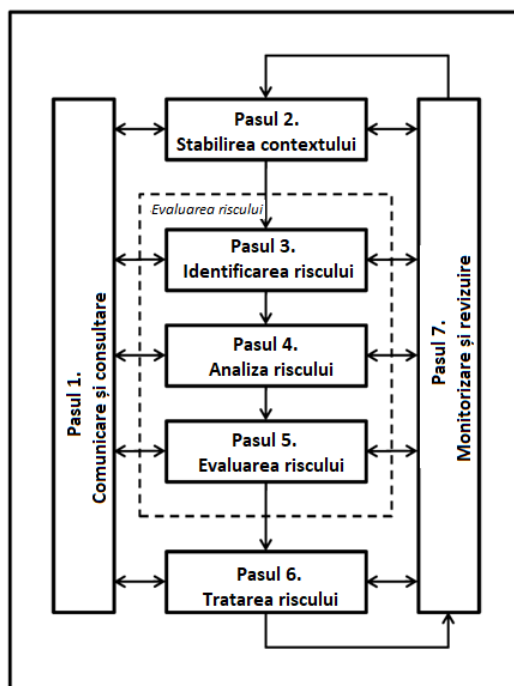 Pasul 1.
Comunicare și consultare
Pasul 2.
Stabilirea contextului
Evaluarea riscului
Pasul 3.
Identificarea riscului
Pasul 4.
Analiza riscului
Pasul 5.
Evaluarea riscului
Pasul 6.
Tratarea riscului
Pasul 7.
Monitorizare și revizuire